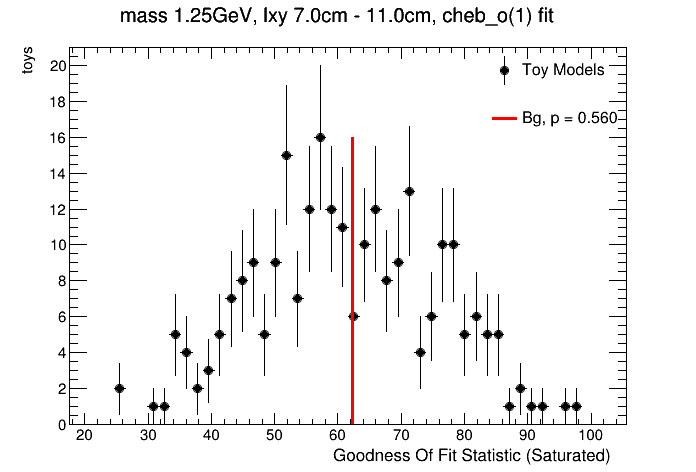 mass 1.25GeV, lxy 7.0cm - 11.0cm, cheb_o(1) fit
toys
Toy Models
Bg, p = 0.560
20
18
16
14
12
10
8
6
4
2
0
20 30 40 50 60 70 80 90 100
Goodness Of Fit Statistic (Saturated)